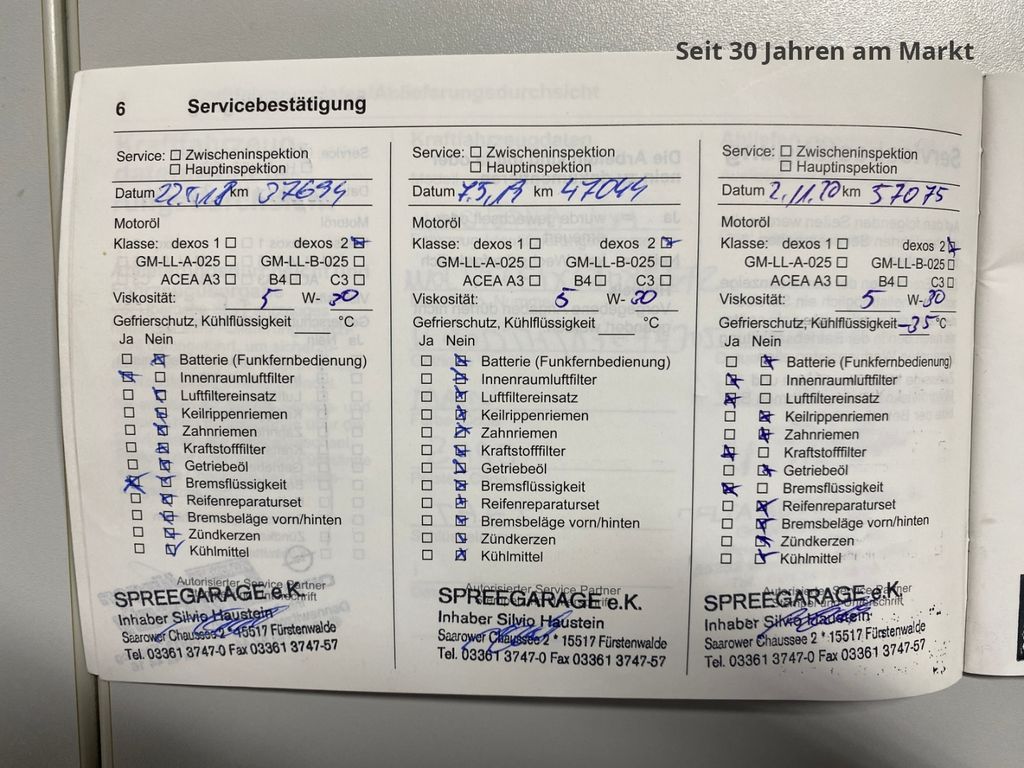 Seit 30 Jahren am Markt
6 Servicebestätigung
Service: Zwischeninspektion
Hauptinspektion
Datum km 37694
Motoröl
Klasse: dexos 1 dexos 2
GM-LL-A-025 GM-LL-B-025
ACEA A3 B4 C3
Viskosität: 5 W- 30
Gefrierschutz, Kühlflüssigkeit °C
Ja Nein
Batterie (Funkfernbedienung)
Innenraumluftfilter
Luftfiltereinsatz
Keilrippenriemen
Zahnriemen
Kraftstofffilter
Getriebeöl
Bremsflüssigkeit
Reifenreparaturset
Bremsbeläge vorn/hinten
Zündkerzen
Kühlmittel
Autorisierter Service Partner
SPREEGARAGE e.K.
Inhaber Silvio Haustein
Saarower Chaussee 2 * 15517 Fürstenwalde
Tel. 03361 3747-0 Fax 03361 3747-57
Service: Zwischeninspektion
Hauptinspektion
Datum 7.5.19 km 47044
Motoröl
Klasse: dexos 1 dexos 2
GM-LL-A-025 GM-LL-B-025
ACEA A3 B4 C3
Viskosität: 5 W- 30
Gefrierschutz, Kühlflüssigkeit °C
Ja Nein
Batterie (Funkfernbedienung)
Innenraumluftfilter
Luftfiltereinsatz
Keilrippenriemen
Zahnriemen
Kraftstofffilter
Getriebeöl
Bremsflüssigkeit
Reifenreparaturset
Bremsbeläge vorn/hinten
Zündkerzen
Kühlmittel
Autorisierter Service Partner
SPREEGARAGE e.K.
Inhaber Silvio Haustein
Saarower Chaussee 2 * 15517 Fürstenwalde
Tel. 03361 3747-0 Fax 03361 3747-57
Service: Zwischeninspektion
Hauptinspektion
Datum 2.11.20 km 57075
Motoröl
Klasse: dexos 1 dexos 2
GM-LL-A-025 GM-LL-B-025
ACEA A3 B4 C3
Viskosität: 5 W- 30
Gefrierschutz, Kühlflüssigkeit -35 °C
Ja Nein
Batterie (Funkfernbedienung)
Innenraumluftfilter
Luftfiltereinsatz
Keilrippenriemen
Zahnriemen
Kraftstofffilter
Getriebeöl
Bremsflüssigkeit
Reifenreparaturset
Bremsbeläge vorn/hinten
Zündkerzen
Kühlmittel
Autorisierter Service Partner
SPREEGARAGE e.K.
Inhaber Silvio Haustein
Saarower Chaussee 2 * 15517 Fürstenwalde
Tel. 03361 3747-0 Fax 03361 3747-57